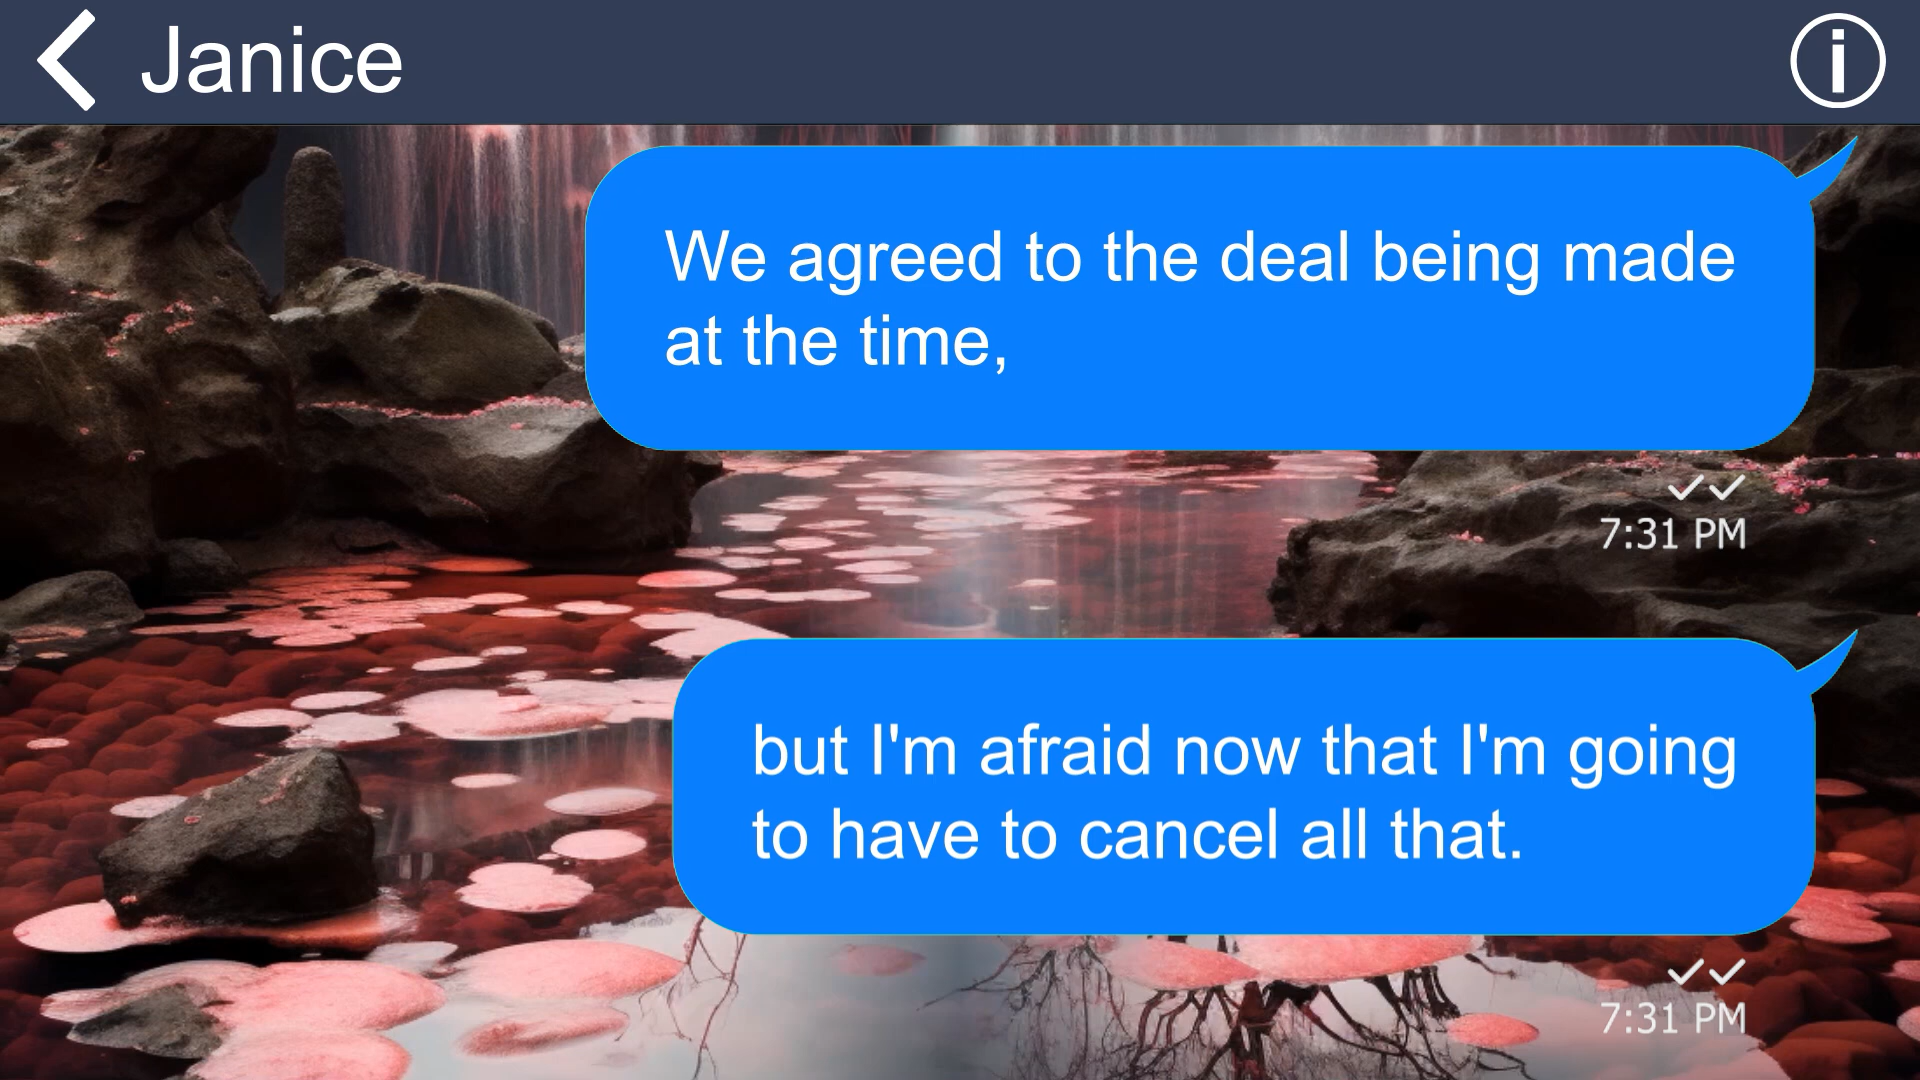 Janice
We agreed to the deal being made
at the time,
7:31 PM
but I'm afraid now that I'm going
to have to cancel all that.
7:31 PM